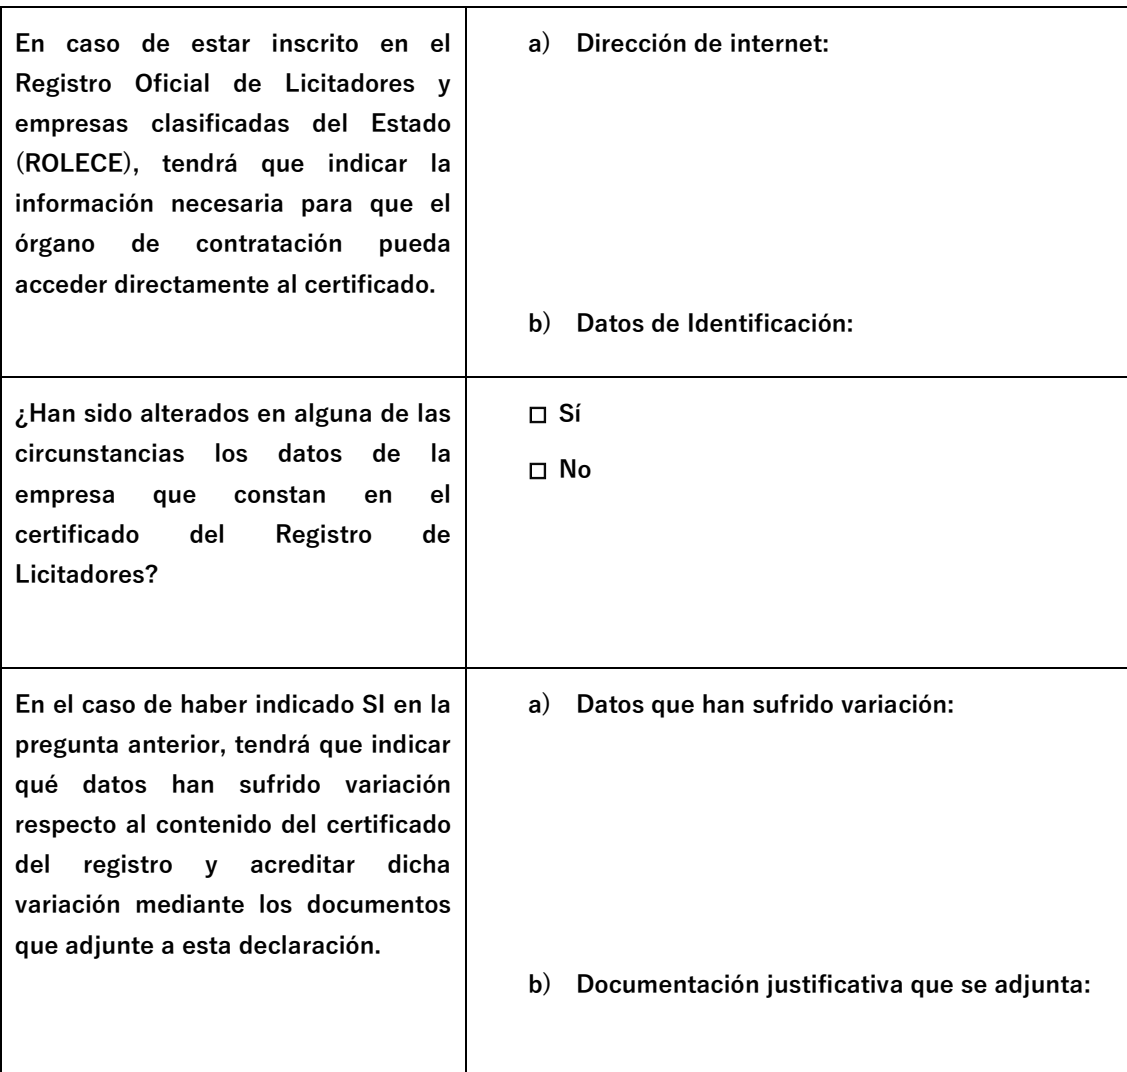 En caso de estar inscrito en el
Registro Oficial de Licitadores y
empresas clasificadas del Estado
(ROLECE), tendrá que indicar la
información necesaria para que el
órgano de contratación pueda
acceder directamente al certificado.
a) Dirección de internet:
b) Datos de Identificación:
¿Han sido alterados en alguna de las
circunstancias los datos de la
empresa que constan en el
certificado del Registro de
Licitadores?
□ Sí
□ No
En el caso de haber indicado SI en la
pregunta anterior, tendrá que indicar
qué datos han sufrido variación
respecto al contenido del certificado
del registro y acreditar dicha
variación mediante los documentos
que adjunte a esta declaración.
a) Datos que han sufrido variación:
b) Documentación justificativa que se adjunta: